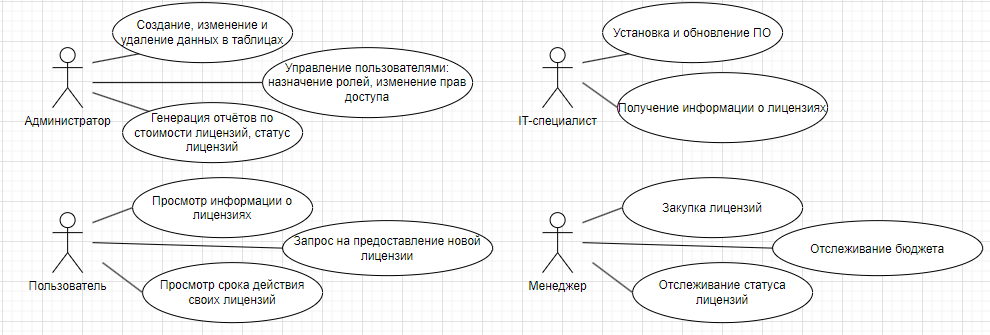 Создание, изменение и
удаление данных в таблицах
Управление пользователями:
назначение ролей, изменение прав
доступа
Генерация отчётов по
стоимости лицензий, статус
лицензий
Администратор
Установка и обновление ПО
Получение информации о лицензиях
IT-специалист
Просмотр информации о
лицензиях
Запрос на предоставление новой
лицензии
Просмотр срока действия
своих лицензий
Пользователь
Закупка лицензий
Отслеживание бюджета
Отслеживание статуса
лицензий
Менеджер